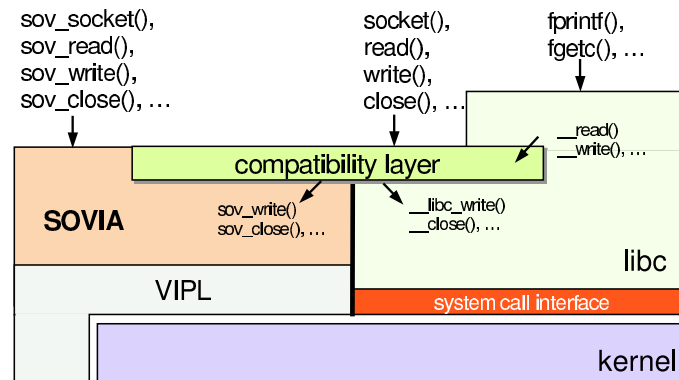 sov_socket(),
sov_read(),
sov_write(),
sov_close(), ...
socket(),
read(),
write(),
close(), ...
fprintf(),
fgetc(), ...
__read()
__write(), ...
compatibility layer
sov_write()
sov_close(), ...
__libc_write()
__close(), ...
SOVIA
libc
VIPL
system call interface
kernel